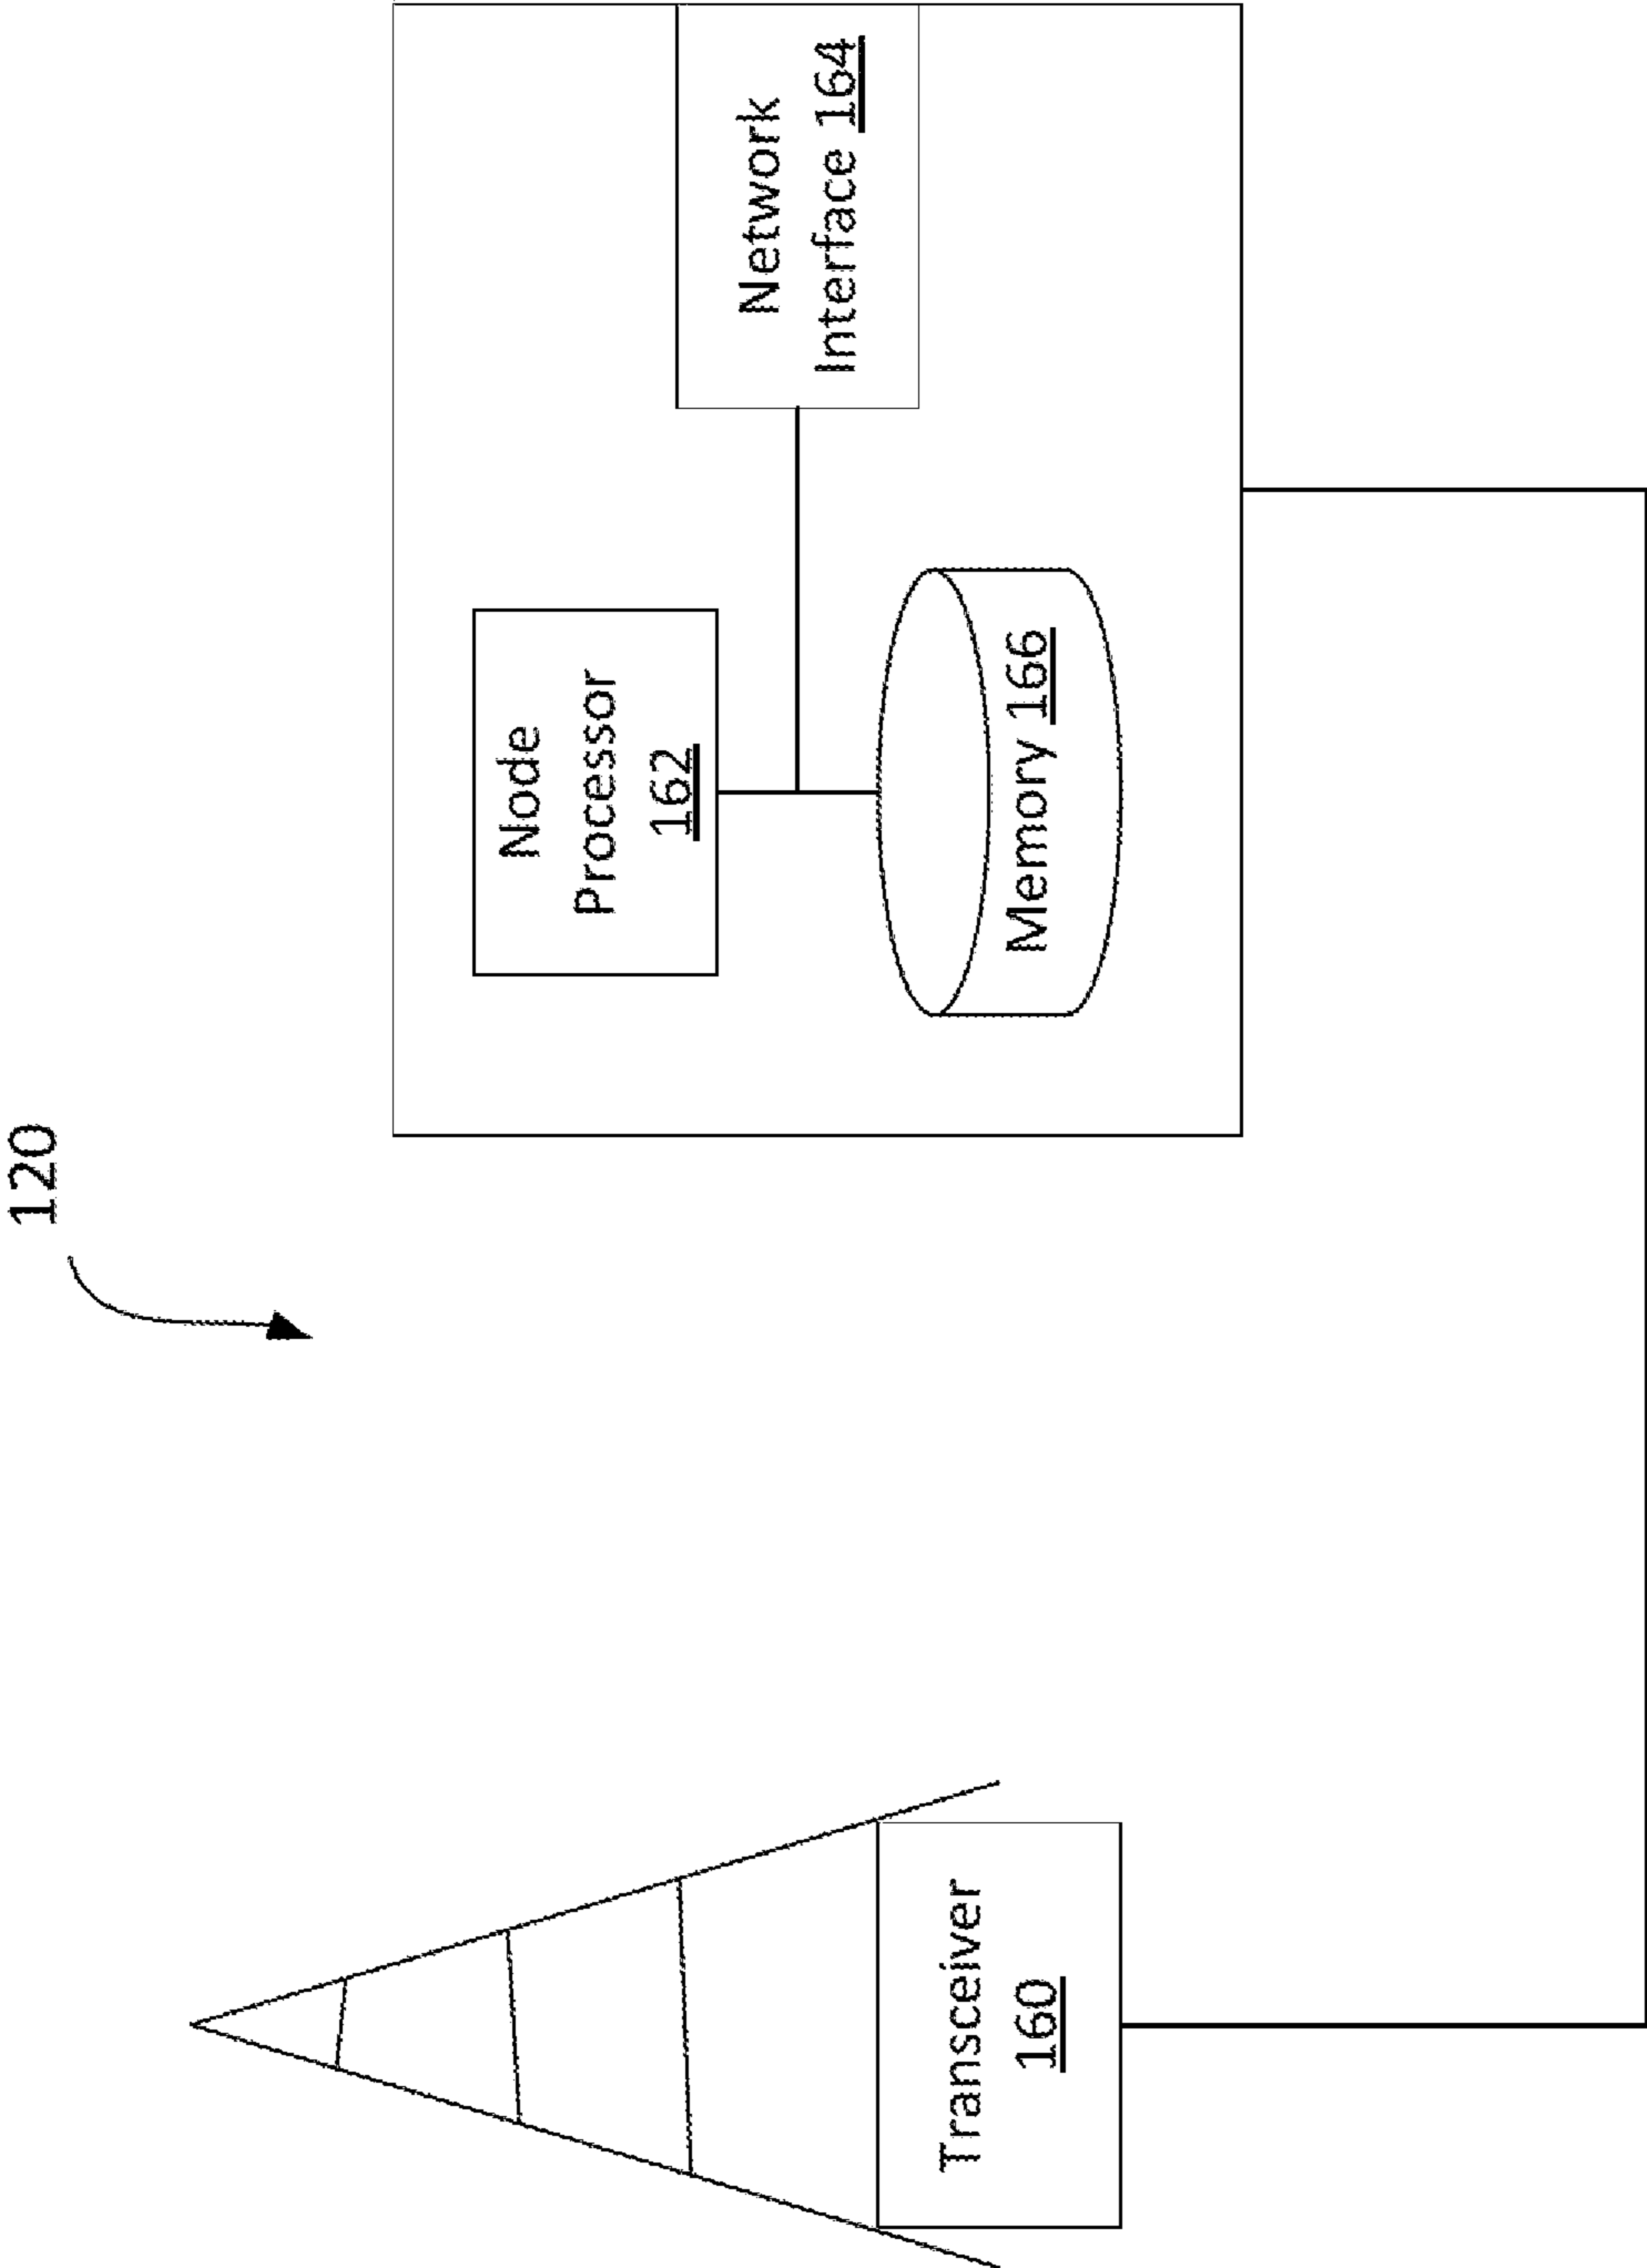 120
Node
Processor
162
Network
Interface 164
Memory 166
Transceiver
160